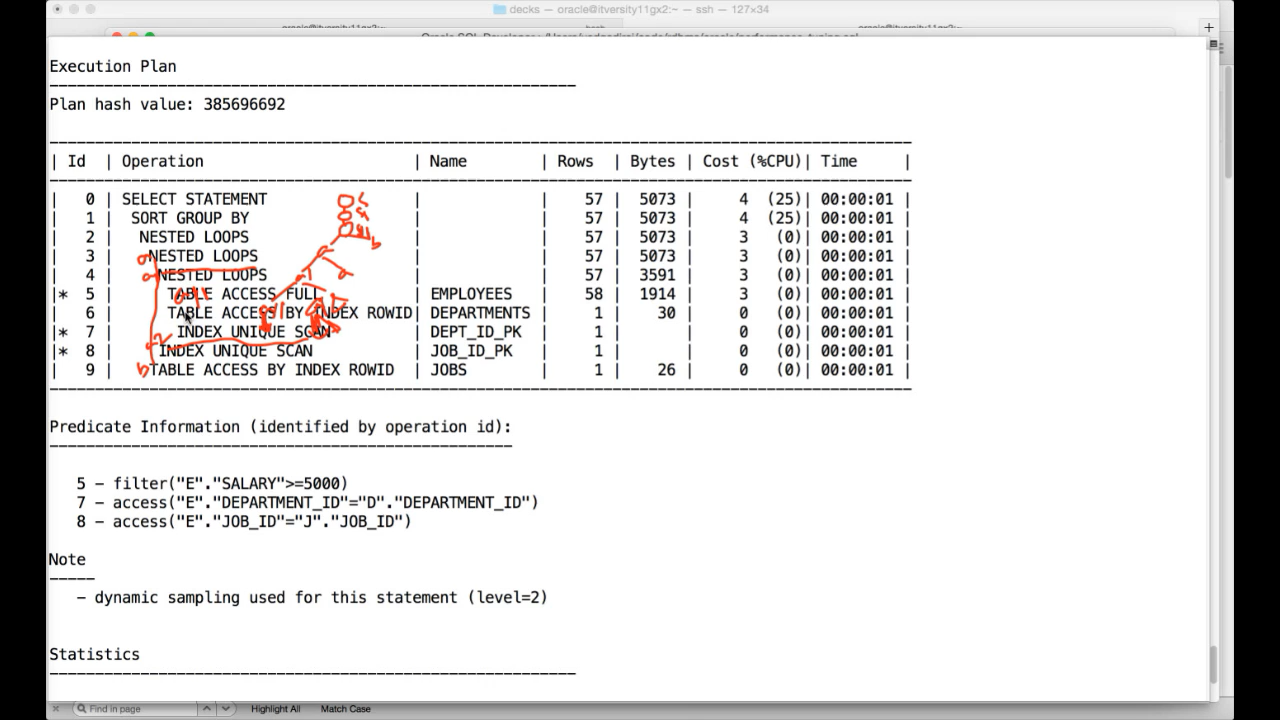 decks — oracle@itversity11gx2:~ — ssh — 127×34
Execution Plan
----------------------------------------------------------
Plan hash value: 385696692
| Id | Operation | Name | Rows | Bytes | Cost (%CPU)| Time |
| 0 | SELECT STATEMENT | | 57 | 5073 | 4 (25)| 00:00:01 |
| 1 | SORT GROUP BY | | 57 | 5073 | 4 (25)| 00:00:01 |
| 2 | NESTED LOOPS | | 57 | 5073 | 3 (0)| 00:00:01 |
| 3 | NESTED LOOPS | | 57 | 5073 | 3 (0)| 00:00:01 |
| 4 | NESTED LOOPS | | 57 | 3591 | 3 (0)| 00:00:01 |
|* 5 | TABLE ACCESS FULL | EMPLOYEES | 58 | 1914 | 3 (0)| 00:00:01 |
| 6 | TABLE ACCESS BY INDEX ROWID| DEPARTMENTS | 1 | 30 | 0 (0)| 00:00:01 |
|* 7 | INDEX UNIQUE SCAN | DEPT_ID_PK | 1 | | 0 (0)| 00:00:01 |
|* 8 | INDEX UNIQUE SCAN | JOB_ID_PK | 1 | | 0 (0)| 00:00:01 |
| 9 | TABLE ACCESS BY INDEX ROWID | JOBS | 1 | 26 | 0 (0)| 00:00:01 |
Predicate Information (identified by operation id):
---------------------------------------------------
5 - filter("E"."SALARY">=5000)
7 - access("E"."DEPARTMENT_ID"="D"."DEPARTMENT_ID")
8 - access("E"."JOB_ID"="J"."JOB_ID")
Note
-----
- dynamic sampling used for this statement (level=2)
Statistics
----------------------------------------------------------
Find in page Highlight All Match Case